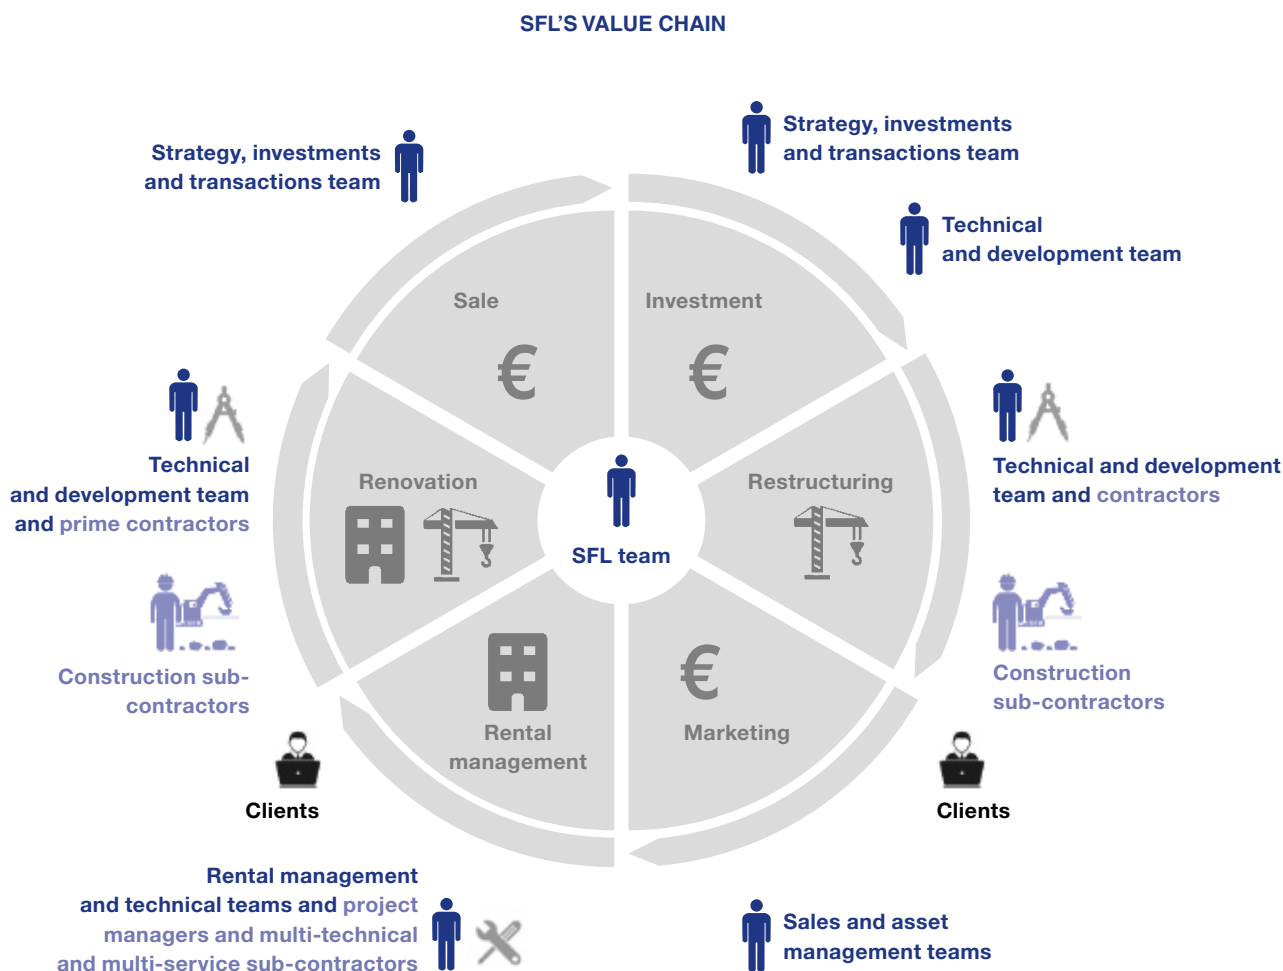 SFL'S VALUE CHAIN
Strategy, investments
and transactions team
Strategy, investments
and transactions team
Technical
and development team
Sale
Investment
€
€
Technical
and development team
and prime contractors
Renovation
SFL team
Restructuring
Technical and development
team and contractors
Construction sub-
contractors
Construction
sub-contractors
Rental
management
€
Marketing
Clients
Clients
Rental management
and technical teams and project
managers and multi-technical
and multi-service sub-contractors
Sales and asset
management teams